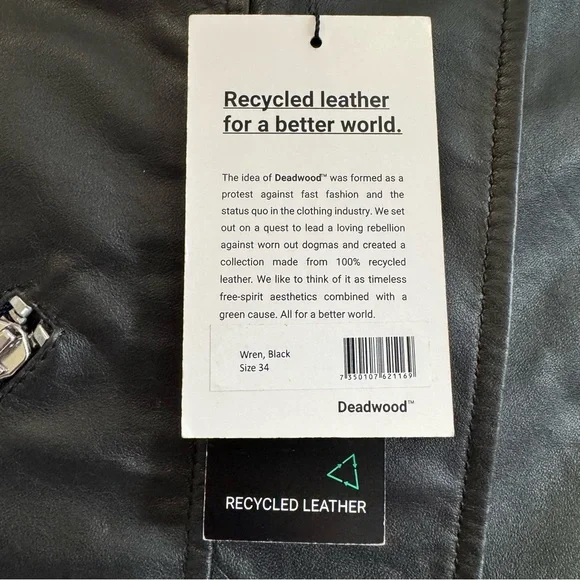 Recycled leather
for a better world.
The idea of Deadwood™ was formed as a
protest against fast fashion and the
status quo in the clothing industry. We set
out on a quest to lead a loving rebellion
against worn out dogmas and created a
collection made from 100% recycled
leather. We like to think of it as timeless
free-spirit aesthetics combined with a
green cause. All for a better world.
Wren, Black
Size 34
7 350107 621169
Deadwood™
RECYCLED LEATHER